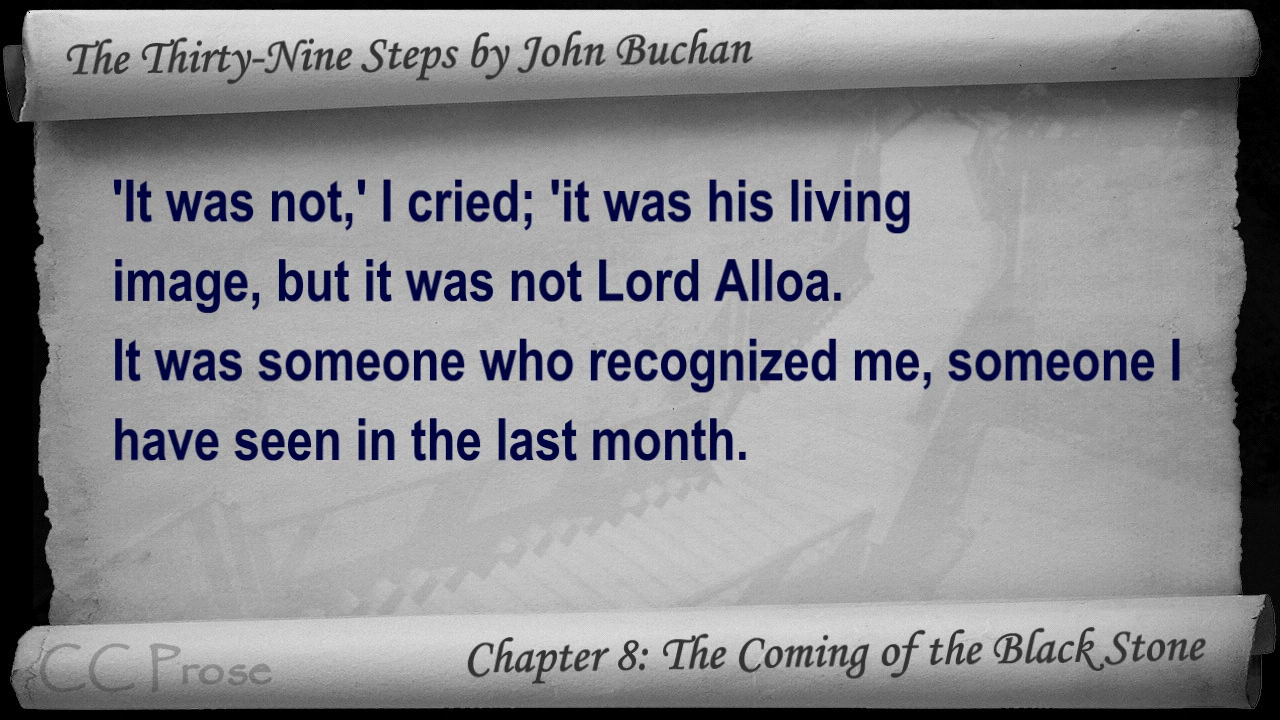 The Thirty-Nine Steps by John Buchan
'It was not,' I cried; 'it was his living
image, but it was not Lord Alloa.
It was someone who recognized me, someone I
have seen in the last month.
CC Prose
Chapter 8: The Coming of the Black Stone